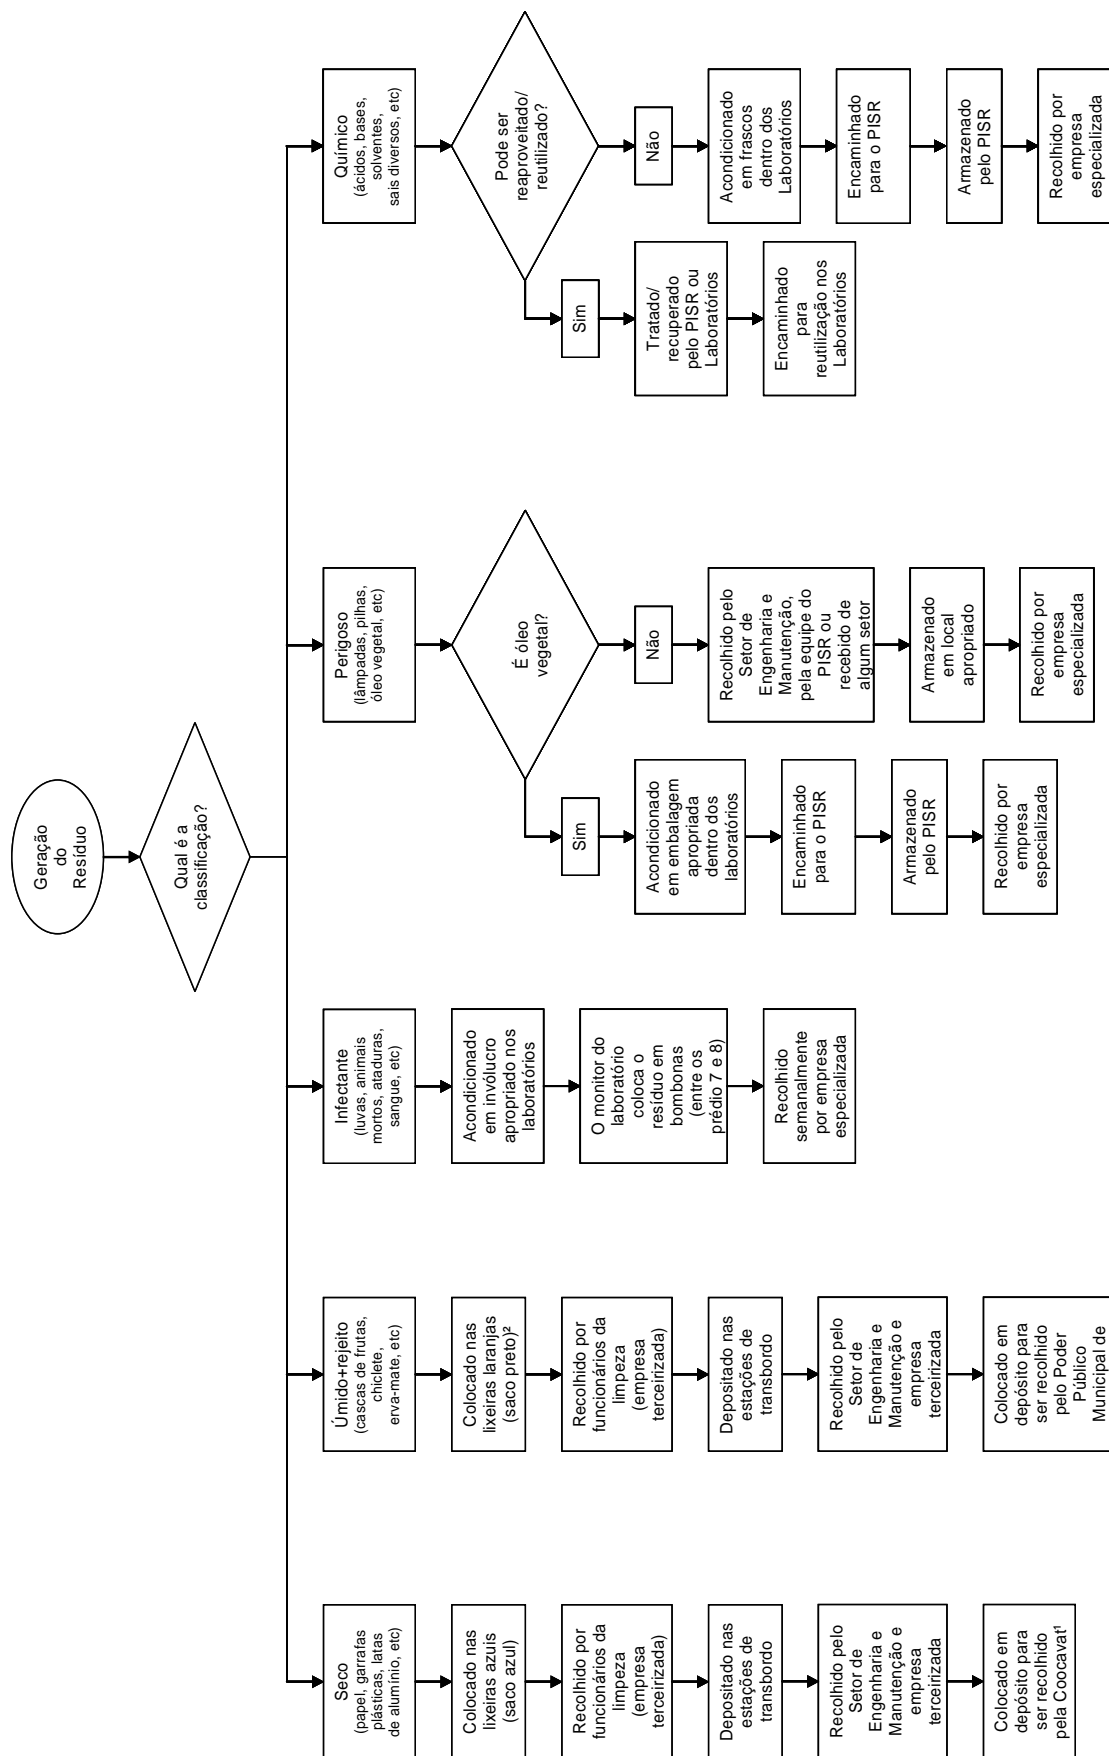 Geração
do
Resíduo
Qual é a
classificação?
Seco
(papel, garrafas
plásticas, latas
de alumínio, etc)
Colocado nas
lixeiras azuis
(saco azul)
Recolhido por
funcionários da
limpeza
(empresa
terceirizada)
Depositado nas
estações de
transbordo
Recolhido pelo
Setor de
Engenharia e
Manutenção e
empresa
terceirizada
Colocado em
depósito para
ser recolhido
pela Coocavat¹
Úmido+rejeito
(cascas de frutas,
chiclete,
erva-mate, etc)
Colocado nas
lixeiras laranjas
(saco preto)²
Recolhido por
funcionários da
limpeza
(empresa
terceirizada)
Depositado nas
estações de
transbordo
Recolhido pelo
Setor de
Engenharia e
Manutenção e
empresa
terceirizada
Colocado em
depósito para
ser recolhido
pelo Poder
Público
Municipal de
Infectante
(luvas, animais
mortos, ataduras,
sangue, etc)
Acondicionado
em invólucro
apropriado nos
laboratórios
O monitor do
laboratório
coloca o
resíduo em
bombonas
(entre os
prédio 7 e 8)
Recolhido
semanalmente
por empresa
especializada
Perigoso
(lâmpadas, pilhas,
óleo vegetal, etc)
É óleo
vegetal?
Sim
Acondicionado
em embalagem
apropriada
dentro dos
laboratórios
Encaminhado
para o PISR
Armazenado
pelo PISR
Recolhido por
empresa
especializada
Não
Recolhido pelo
Setor de
Engenharia e
Manutenção,
pela equipe do
PISR ou
recebido de
algum setor
Armazenado
em local
apropriado
Recolhido por
empresa
especializada
Químico
(ácidos, bases,
solventes,
sais diversos, etc)
Pode ser
reaproveitado/
reutilizado?
Sim
Tratado/
recuperado
pelo PISR ou
Laboratórios
Encaminhado
para
reutilização nos
Laboratórios
Não
Acondicionado
em frascos
dentro dos
Laboratórios
Encaminhado
para o PISR
Armazenado
pelo PISR
Recolhido por
empresa
especializada